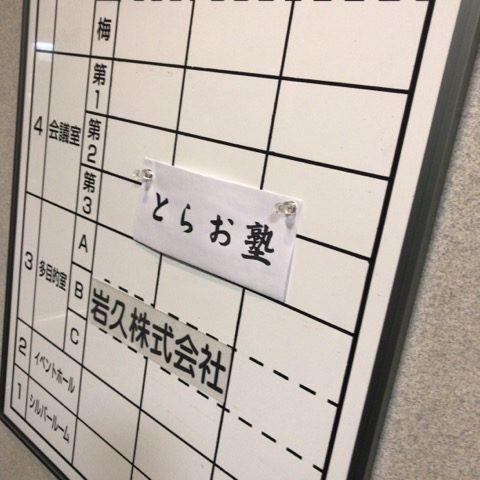 梅
4
会議室
第1
第2
第3
とらお塾
3
多目的室
A
B
C
岩久株式会社
2
イベントホール
1
シルバールーム